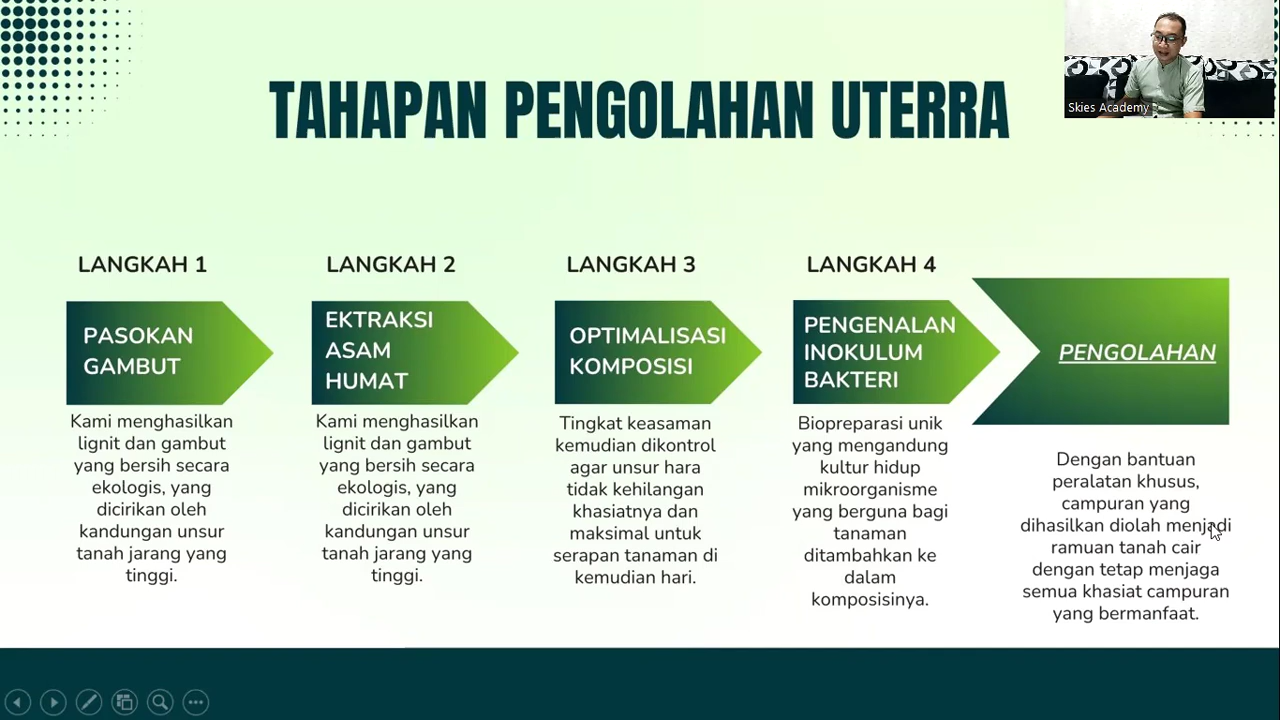 TAHAPAN PENGOLAHAN UTERRA
Skies Academy
LANGKAH 1
PASOKAN
GAMBUT
Kami menghasilkan
lignit dan gambut
yang bersih secara
ekologis, yang
dicirikan oleh
kandungan unsur
tanah jarang yang
tinggi.
LANGKAH 2
EKTRAKSI
ASAM
HUMAT
Kami menghasilkan
lignit dan gambut
yang bersih secara
ekologis, yang
dicirikan oleh
kandungan unsur
tanah jarang yang
tinggi.
LANGKAH 3
OPTIMALISASI
KOMPOSISI
Tingkat keasaman
kemudian dikontrol
agar unsur hara
tidak kehilangan
khasiatnya dan
maksimal untuk
serapan tanaman di
kemudian hari.
LANGKAH 4
PENGENALAN
INOKULUM
BAKTERI
Biopreparasi unik
yang mengandung
kultur hidup
mikroorganisme
yang berguna bagi
tanaman
ditambahkan ke
dalam
komposisinya.
PENGOLAHAN
Dengan bantuan
peralatan khusus,
campuran yang
dihasilkan diolah menjadi
ramuan tanah cair
dengan tetap menjaga
semua khasiat campuran
yang bermanfaat.